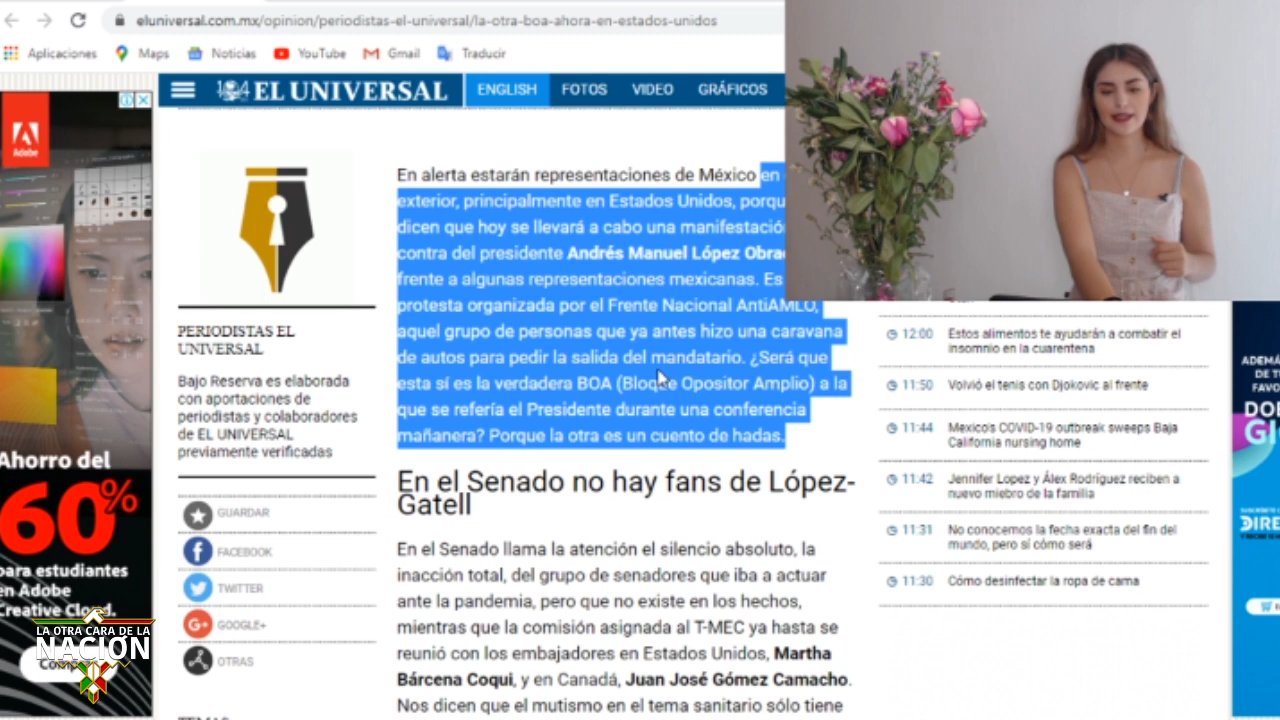 eluniversal.com.mx/opinion/periodistas-el-universal/la-otra-boa-ahora-en-estados-unidos
Aplicaciones Maps Noticias YouTube Gmail Traducir
EL UNIVERSAL ENGLISH FOTOS VIDEO GRÁFICOS
Adobe
PERIODISTAS EL
UNIVERSAL
Bajo Reserva es elaborada
con aportaciones de
periodistas y colaboradores
de EL UNIVERSAL
previamente verificadas
GUARDAR
FACEBOOK
TWITTER
GOOGLE+
OTRAS
En alerta estarán representaciones de México en
exterior, principalmente en Estados Unidos,
dicen que hoy se llevará a cabo una
contra del presidente Andrés Manuel López
frente a algunas representaciones mexicanas. Es
protesta organizada por el Frente Nacional AntiAMLO,
aquel grupo de personas que ya antes hizo una caravana
de autos para pedir la salida del mandatario. ¿Será que
esta sí es la verdadera BOA (Bloque Opositor Amplio) a la
que se refería el Presidente durante una conferencia
mañanera? Porque la otra es un cuento de hadas.
En el Senado no hay fans de López-
Gatell
En el Senado llama la atención el silencio absoluto, la
inacción total, del grupo de senadores que iba a actuar
ante la pandemia, pero que no existe en los hechos,
mientras que la comisión asignada al T-MEC ya hasta se
reunió con los embajadores en Estados Unidos, Martha
Bárcena Coqui, y en Canadá, Juan José Gómez Camacho.
Nos dicen que el mutismo en el tema sanitario sólo tiene
12:00 Estos alimentos te ayudarán a combatir el
insomnio en la cuarentena
11:50 Volvió el tenis con Djokovic al frente
11:44 Mexico's COVID-19 outbreak sweeps Baja
California nursing home
11:42 Jennifer Lopez y Álex Rodríguez reciben a
nuevo miebro de la familia
11:31 No conocemos la fecha exacta del fin del
mundo, pero sí cómo será
11:30 Cómo desinfectar la ropa de cama
Ahorro del
60%
para estudiantes
en Adobe
Creative Cloud.
LA OTRA CARA DE LA
NACIÓN